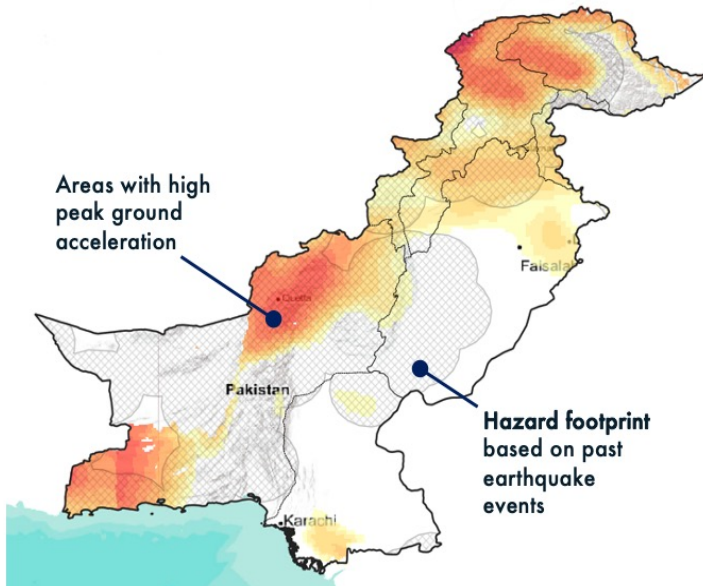 Areas with high
peak ground
acceleration
Quetta
Faisalab
Pakistan
Hazard footprint
based on past
earthquake
events
Karachi